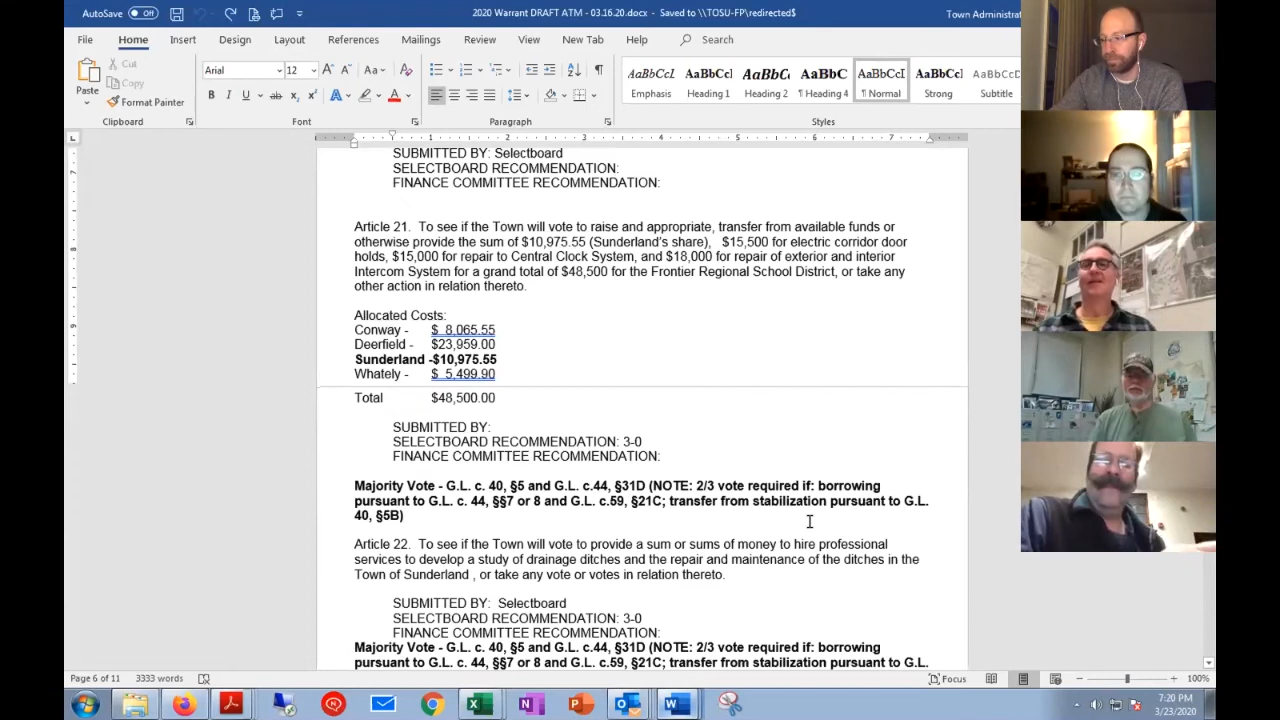 AutoSave Off 2020 Warrant DRAFT ATM - 03.16.20.docx - Saved to \\TOSU-FP\redirected$ Town Administra
File Home Insert Design Layout References Mailings Review View New Tab Help Search
Paste Cut Copy Format Painter
Arial 12
AaBbCcI AaBbCcI AaBbCc AaBbC AaBbCcI AaBbCcI AaBbCcD
Emphasis Heading 1 Heading 2 ¶ Heading 4 ¶ Normal Strong Subtitle
Clipboard Font Paragraph Styles
SUBMITTED BY: Selectboard
SELECTBOARD RECOMMENDATION:
FINANCE COMMITTEE RECOMMENDATION:
Article 21. To see if the Town will vote to raise and appropriate, transfer from available funds or
otherwise provide the sum of $10,975.55 (Sunderland's share), $15,500 for electric corridor door
holds, $15,000 for repair to Central Clock System, and $18,000 for repair of exterior and interior
Intercom System for a grand total of $48,500 for the Frontier Regional School District, or take any
other action in relation thereto.
Allocated Costs:
Conway - $ 8,065.55
Deerfield - $23,959.00
Sunderland -$10,975.55
Whately - $ 5,499.90
Total $48,500.00
SUBMITTED BY:
SELECTBOARD RECOMMENDATION: 3-0
FINANCE COMMITTEE RECOMMENDATION:
Majority Vote - G.L. c. 40, §5 and G.L. c.44, §31D (NOTE: 2/3 vote required if: borrowing
pursuant to G.L. c. 44, §§7 or 8 and G.L. c.59, §21C; transfer from stabilization pursuant to G.L.
40, §5B)
Article 22. To see if the Town will vote to provide a sum or sums of money to hire professional
services to develop a study of drainage ditches and the repair and maintenance of the ditches in the
Town of Sunderland , or take any vote or votes in relation thereto.
SUBMITTED BY: Selectboard
SELECTBOARD RECOMMENDATION: 3-0
FINANCE COMMITTEE RECOMMENDATION:
Majority Vote - G.L. c. 40, §5 and G.L. c.44, §31D (NOTE: 2/3 vote required if: borrowing
pursuant to G.L. c. 44, §§7 or 8 and G.L. c.59, §21C; transfer from stabilization pursuant to G.L.
Page 6 of 11 3333 words Focus 100%
7:20 PM
3/23/2020